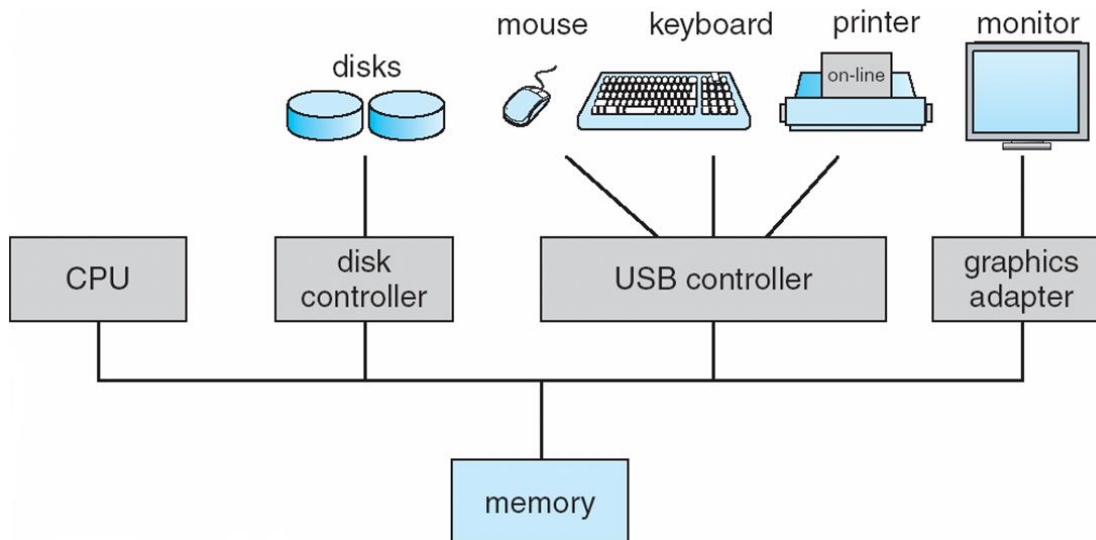 mouse
keyboard
printer
monitor
disks
on-line
CPU
disk
controller
USB controller
graphics
adapter
memory